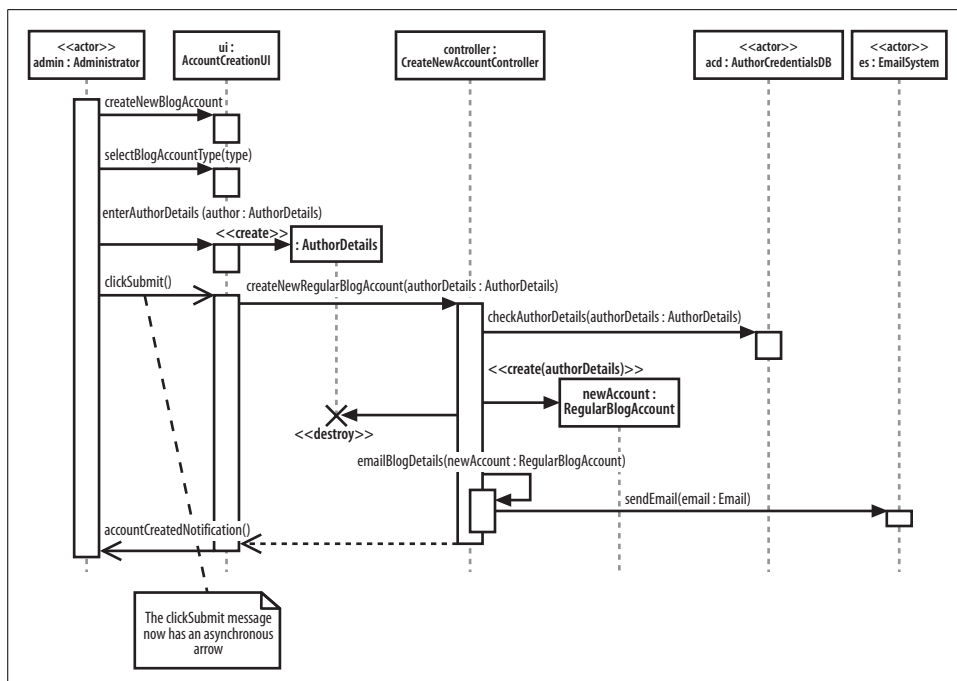 <<actor>>
admin : Administrator
ui :
AccountCreationUI
controller :
CreateNewAccountController
<<actor>>
acd : AuthorCredentialsDB
<<actor>>
es : EmailSystem
createNewBlogAccount
selectBlogAccountType(type)
enterAuthorDetails (author : AuthorDetails)
<<create>>
: AuthorDetails
clickSubmit()
createNewRegularBlogAccount(authorDetails : AuthorDetails)
checkAuthorDetails(authorDetails : AuthorDetails)
<<create(authorDetails)>>
newAccount :
RegularBlogAccount
<<destroy>>
emailBlogDetails(newAccount : RegularBlogAccount)
sendEmail(email : Email)
accountCreatedNotification()
The clickSubmit message
now has an asynchronous
arrow